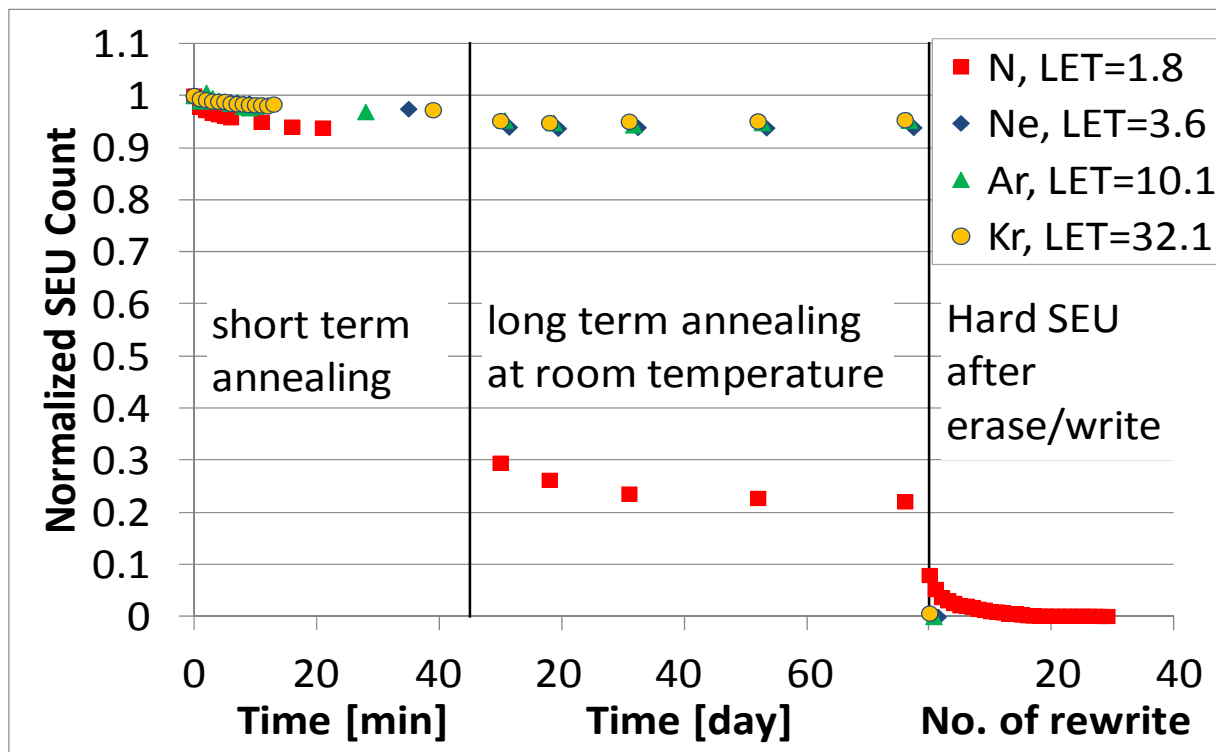 Normalized SEU Count
1.1
1
0.9
0.8
0.7
0.6
0.5
0.4
0.3
0.2
0.1
0
short term
annealing
long term annealing
at room temperature
Hard SEU
after
erase/write
N, LET=1.8
Ne, LET=3.6
Ar, LET=10.1
Kr, LET=32.1
0 20 40 20 40 60 20 40
Time [min] Time [day] No. of rewrite